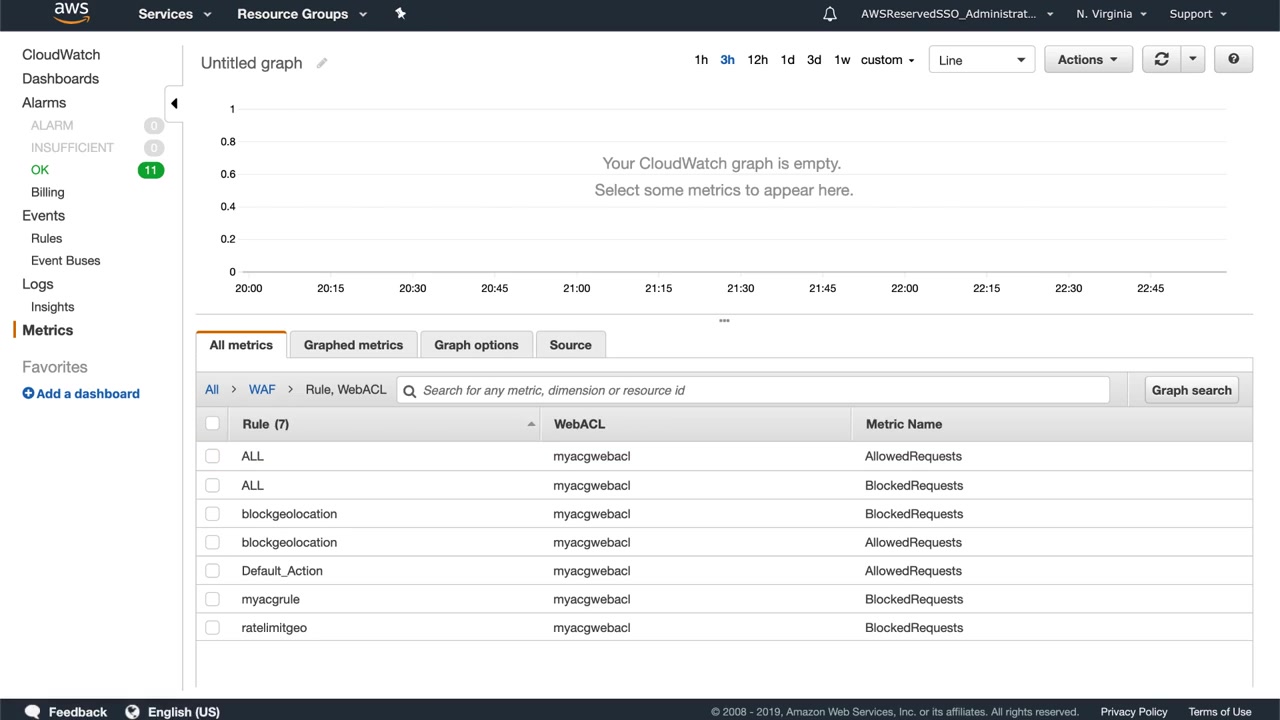 aws Services Resource Groups AWSReservedSSO_Administrat... N. Virginia Support
CloudWatch
Dashboards
Alarms
ALARM 0
INSUFFICIENT 0
OK 11
Billing
Events
Rules
Event Buses
Logs
Insights
Metrics
Favorites
Add a dashboard
Untitled graph 1h 3h 12h 1d 3d 1w custom Line Actions ?
1
0.8
0.6
0.4
0.2
0
Your CloudWatch graph is empty.
Select some metrics to appear here.
20:00 20:15 20:30 20:45 21:00 21:15 21:30 21:45 22:00 22:15 22:30 22:45
All metrics Graphed metrics Graph options Source
All > WAF > Rule, WebACL Search for any metric, dimension or resource id Graph search
Rule (7) WebACL Metric Name
ALL myacgwebacl AllowedRequests
ALL myacgwebacl BlockedRequests
blockgeolocation myacgwebacl BlockedRequests
blockgeolocation myacgwebacl AllowedRequests
Default_Action myacgwebacl AllowedRequests
myacgrule myacgwebacl BlockedRequests
ratelimitgeo myacgwebacl BlockedRequests
Feedback English (US) © 2008 - 2019, Amazon Web Services, Inc. or its affiliates. All rights reserved. Privacy Policy Terms of Use